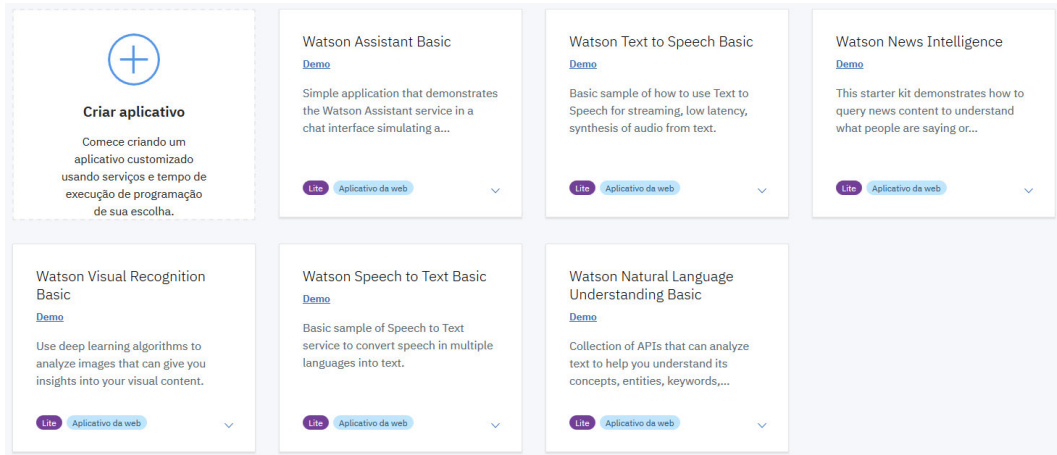 Criar aplicativo
Comece criando um
aplicativo customizado
usando serviços e tempo de
execução de programação
de sua escolha.
Watson Assistant Basic
Demo
Simple application that demonstrates
the Watson Assistant service in a
chat interface simulating a...
Lite Aplicativo da web
Watson Text to Speech Basic
Demo
Basic sample of how to use Text to
Speech for streaming, low latency,
synthesis of audio from text.
Lite Aplicativo da web
Watson News Intelligence
Demo
This starter kit demonstrates how to
query news content to understand
what people are saying or...
Lite Aplicativo da web
Watson Visual Recognition
Basic
Demo
Use deep learning algorithms to
analyze images that can give you
insights into your visual content.
Lite Aplicativo da web
Watson Speech to Text Basic
Demo
Basic sample of Speech to Text
service to convert speech in multiple
languages into text.
Lite Aplicativo da web
Watson Natural Language
Understanding Basic
Demo
Collection of APIs that can analyze
text to help you understand its
concepts, entities, keywords,...
Lite Aplicativo da web